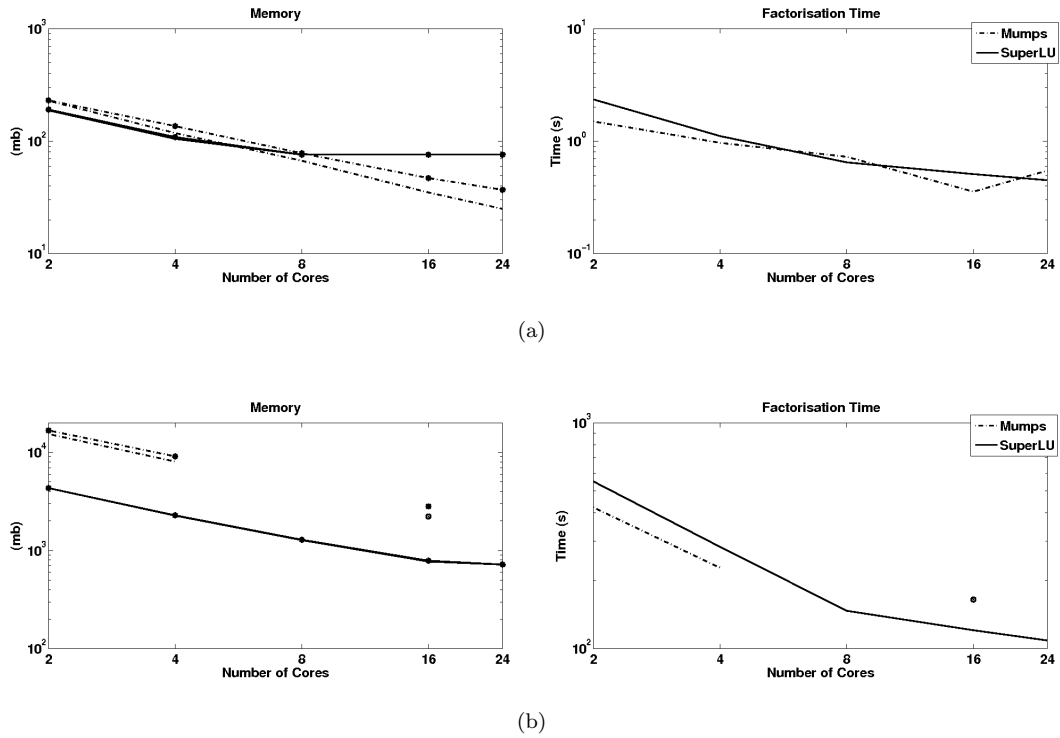 Memory
10^3
10^2
10^1
(mb)
2 4 8 16 24
Number of Cores
Factorisation Time
10^1
10^0
10^-1
Time (s)
2 4 8 16 24
Number of Cores
Mumps
SuperLU
(a)
Memory
10^4
10^3
10^2
(mb)
2 4 8 16 24
Number of Cores
Factorisation Time
10^3
10^2
Time (s)
2 4 8 16 24
Number of Cores
Mumps
SuperLU
(b)